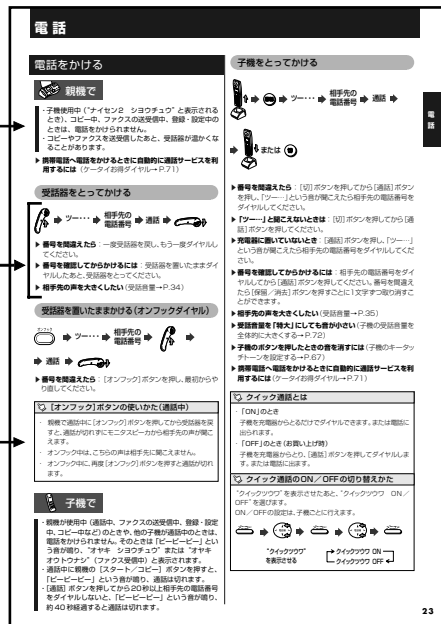 電話
電話をかける
親機で
・子機使用中（"ナイセン2 シヨウチュウ" と表示される
とき）、コピー中、ファクスの送受信中、登録・設定中の
ときは、電話をかけられません。
・コピーやファクスを送受信したあと、受話器が温かくな
ることがあります。
▶ 携帯電話へ電話をかけるときに自動的に通話サービスを利
用するには（ケータイお得ダイヤル→P.71）
受話器をとってかける
ツー･･･ 相手先の
電話番号 通話
▶ 番号を間違えたら：一度受話器を戻し、もう一度ダイヤルし
てください。
▶ 番号を確認してからかけるには：受話器を置いたままダイ
ヤルしたあと、受話器をとってください。
▶ 相手先の声を大きくしたい（受話音量→P.34）
受話器を置いたままかける（オンフックダイヤル）
オンフック
ツー･･･ 相手先の
電話番号
通話
▶ 番号を間違えたら：［オンフック］ボタンを押し、最初からや
り直してください。
［オンフック］ボタンの使いかた（通話中）
・ 親機で通話中に［オンフック］ボタンを押してから受話器を戻
すと、通話が切れずにモニタスピーカから相手先の声が聞こ
えます。
・ オンフック中は、こちらの声は相手先に聞こえません。
・ オンフック中に、再度［オンフック］ボタンを押すと通話が切れ
ます。
子機で
・親機が使用中（通話中、ファクスの送受信中、登録・設定
中、コピー中など）のときや、他の子機が通話中のときは、
電話をかけられません。そのときは「ピーピーピー」とい
う音が鳴り、"オヤキ シヨウチュウ" または "オヤキ
オウトウナシ"（ファクス受信中）と表示されます。
・通話中に親機の［スタート／コピー］ボタンを押すと、
「ピーピーピー」という音が鳴り、通話は切れます。
・［通話］ボタンを押してから20秒以上相手先の電話番号
をダイヤルしないと、「ピーピーピー」という音が鳴り、
約40秒経過すると通話は切れます。
子機をとってかける
ツー･･･ 相手先の
電話番号 通話
または
▶ 番号を間違えたら：［切］ボタンを押してから［通話］ボタン
を押し、「ツー…」という音が聞こえたら相手先の電話番号を
ダイヤルしてください。
▶ 「ツー…」と聞こえないときは：［切］ボタンを押してから［通
話］ボタンを押してください。
▶ 充電器に置いていないとき：［通話］ボタンを押し、「ツー…」
という音が聞こえたら相手先の電話番号をダイヤルしてくださ
い。
▶ 番号を確認してからかけるには：相手先の電話番号をダイ
ヤルしてから［通話］ボタンを押してください。番号を間違え
たら［保留／消去］ボタンを押すごとに1文字ずつ取り消すこ
とができます。
▶ 相手先の声を大きくしたい（受話音量→P.35）
▶ 受話音量を「特大」にしても音が小さい（子機の受話音量を
全体的に大きくする→P.72）
▶ 子機のボタンを押したときの音を消すには（子機のキータッ
チトーンを設定する→P.67）
▶ 携帯電話へ電話をかけるときに自動的に通話サービスを利
用するには（ケータイお得ダイヤル→P.71）
クイック通話とは
・ 「ON」のとき
子機を充電器からとるだけでダイヤルできます。または電話に
出られます。
・ 「OFF」のとき（お買い上げ時）
子機を充電器からとり、［通話］ボタンを押してダイヤルしま
す。または電話に出ます。
クイック通話のON／OFFの切り替えかた
"クイックツウワ" を表示させたあと、"クイックツウワ ON／
OFF" を選びます。
ON／OFFの設定は、子機ごとに行えます。
"クイックツウワ"
を表示させる
クイックツウワ ON
クイックツウワ OFF
電
話
23